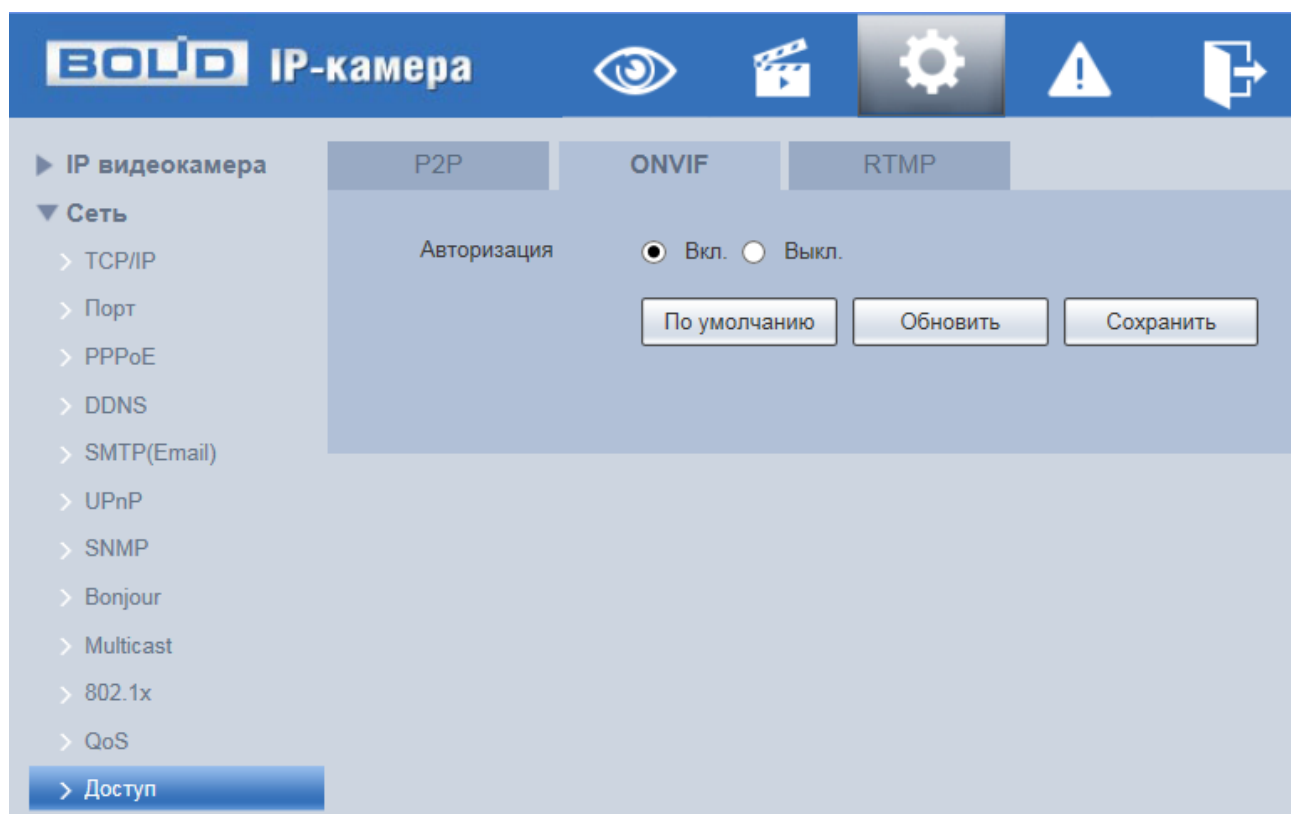 BOLID IP-камера
IP видеокамера
P2P ONVIF RTMP
Сеть
Авторизация Вкл. Выкл.
TCP/IP
Порт
По умолчанию Обновить Сохранить
PPPoE
DDNS
SMTP(Email)
UPnP
SNMP
Bonjour
Multicast
802.1x
QoS
Доступ